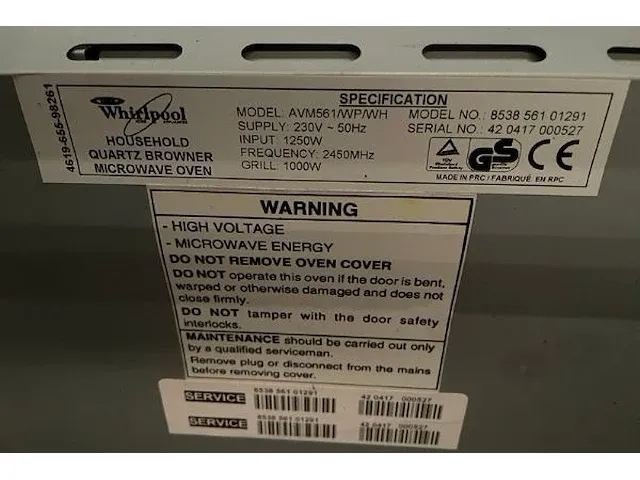 4619-655-98261
Whirlpool
HOUSEHOLD
QUARTZ BROWNER
MICROWAVE OVEN
SPECIFICATION
MODEL: AVM561/WP/WH
MODEL NO.: 8538 561 01291
SUPPLY: 230V ~ 50Hz
SERIAL NO.: 42 0417 000527
INPUT: 1250W
FREQUENCY: 2450MHz
GRILL: 1000W
GS CE
MADE IN PRC / FABRIQUÉ EN RPC
WARNING
- HIGH VOLTAGE
- MICROWAVE ENERGY
DO NOT REMOVE OVEN COVER
DO NOT operate this oven if the door is bent,
warped or otherwise damaged and does not
close firmly.
DO NOT tamper with the door safety
interlocks.
MAINTENANCE should be carried out only
by a qualified serviceman.
Remove plug or disconnect from the mains
before removing cover.
SERVICE 8538 561 01291 42 0417 000527
SERVICE 8538 561 01291 42 0417 000527